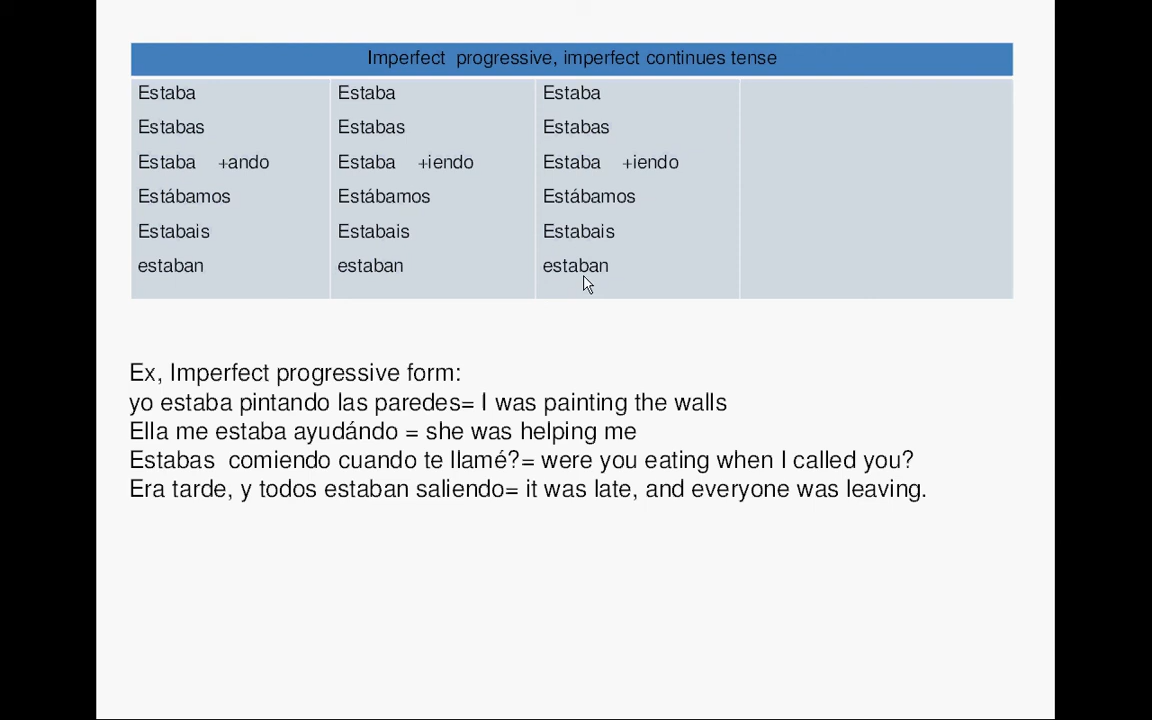 Imperfect progressive, imperfect continues tense
Estaba Estaba Estaba
Estabas Estabas Estabas
Estaba +ando Estaba +iendo Estaba +iendo
Estábamos Estábamos Estábamos
Estabais Estabais Estabais
estaban estaban estaban
Ex, Imperfect progressive form:
yo estaba pintando las paredes= I was painting the walls
Ella me estaba ayudándo = she was helping me
Estabas comiendo cuando te llamé?= were you eating when I called you?
Era tarde, y todos estaban saliendo= it was late, and everyone was leaving.